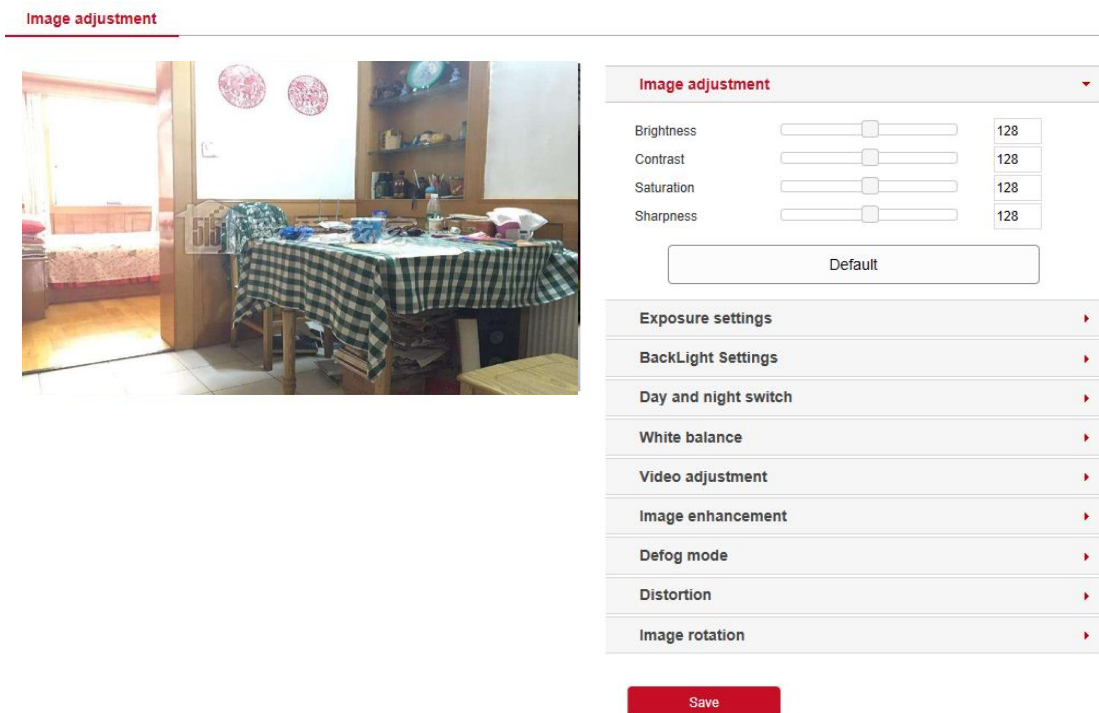 Image adjustment
Image adjustment
Brightness 128
Contrast 128
Saturation 128
Sharpness 128
Default
Exposure settings
BackLight Settings
Day and night switch
White balance
Video adjustment
Image enhancement
Defog mode
Distortion
Image rotation
Save